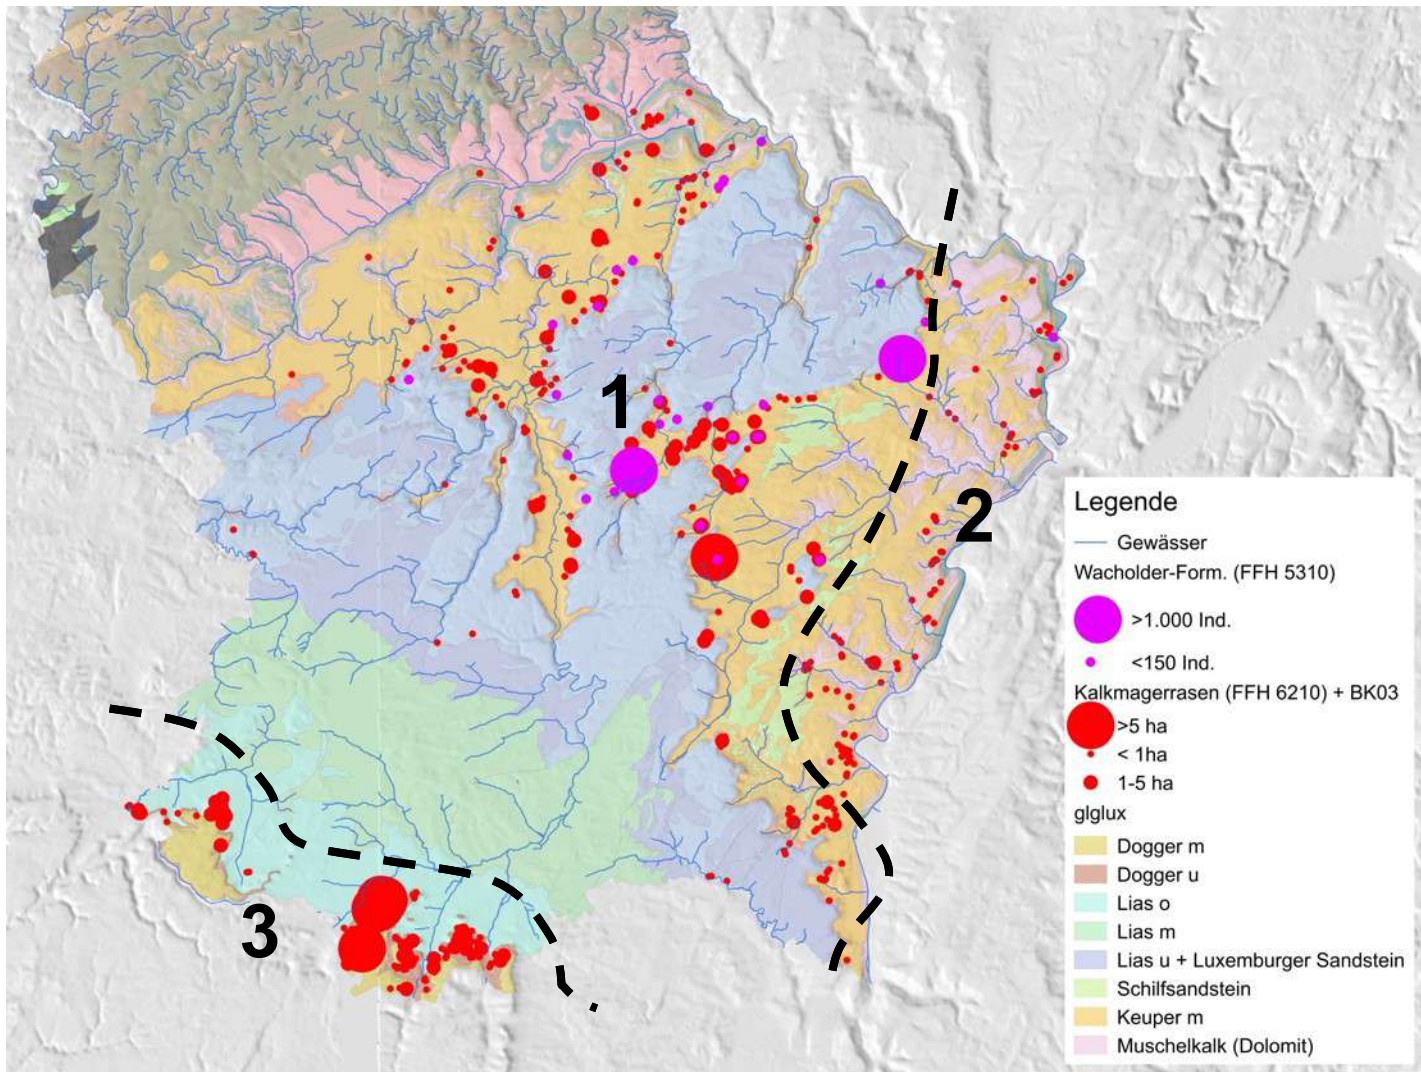 1
2
3
Legende
Gewässer
Wacholder-Form. (FFH 5310)
>1.000 Ind.
<150 Ind.
Kalkmagerrasen (FFH 6210) + BK03
>5 ha
< 1ha
1-5 ha
glglux
Dogger m
Dogger u
Lias o
Lias m
Lias u + Luxemburger Sandstein
Schilfsandstein
Keuper m
Muschelkalk (Dolomit)